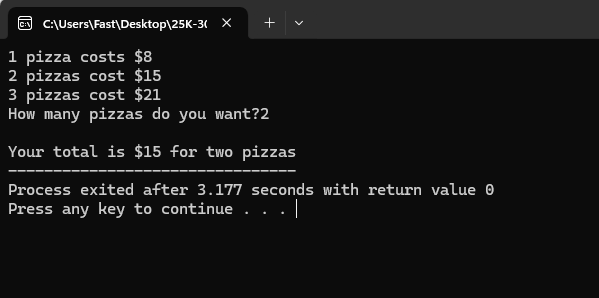 C:\Users\Fast\Desktop\25K-30
1 pizza costs $8
2 pizzas cost $15
3 pizzas cost $21
How many pizzas do you want?2
Your total is $15 for two pizzas
--------------------------------
Process exited after 3.177 seconds with return value 0
Press any key to continue . . .